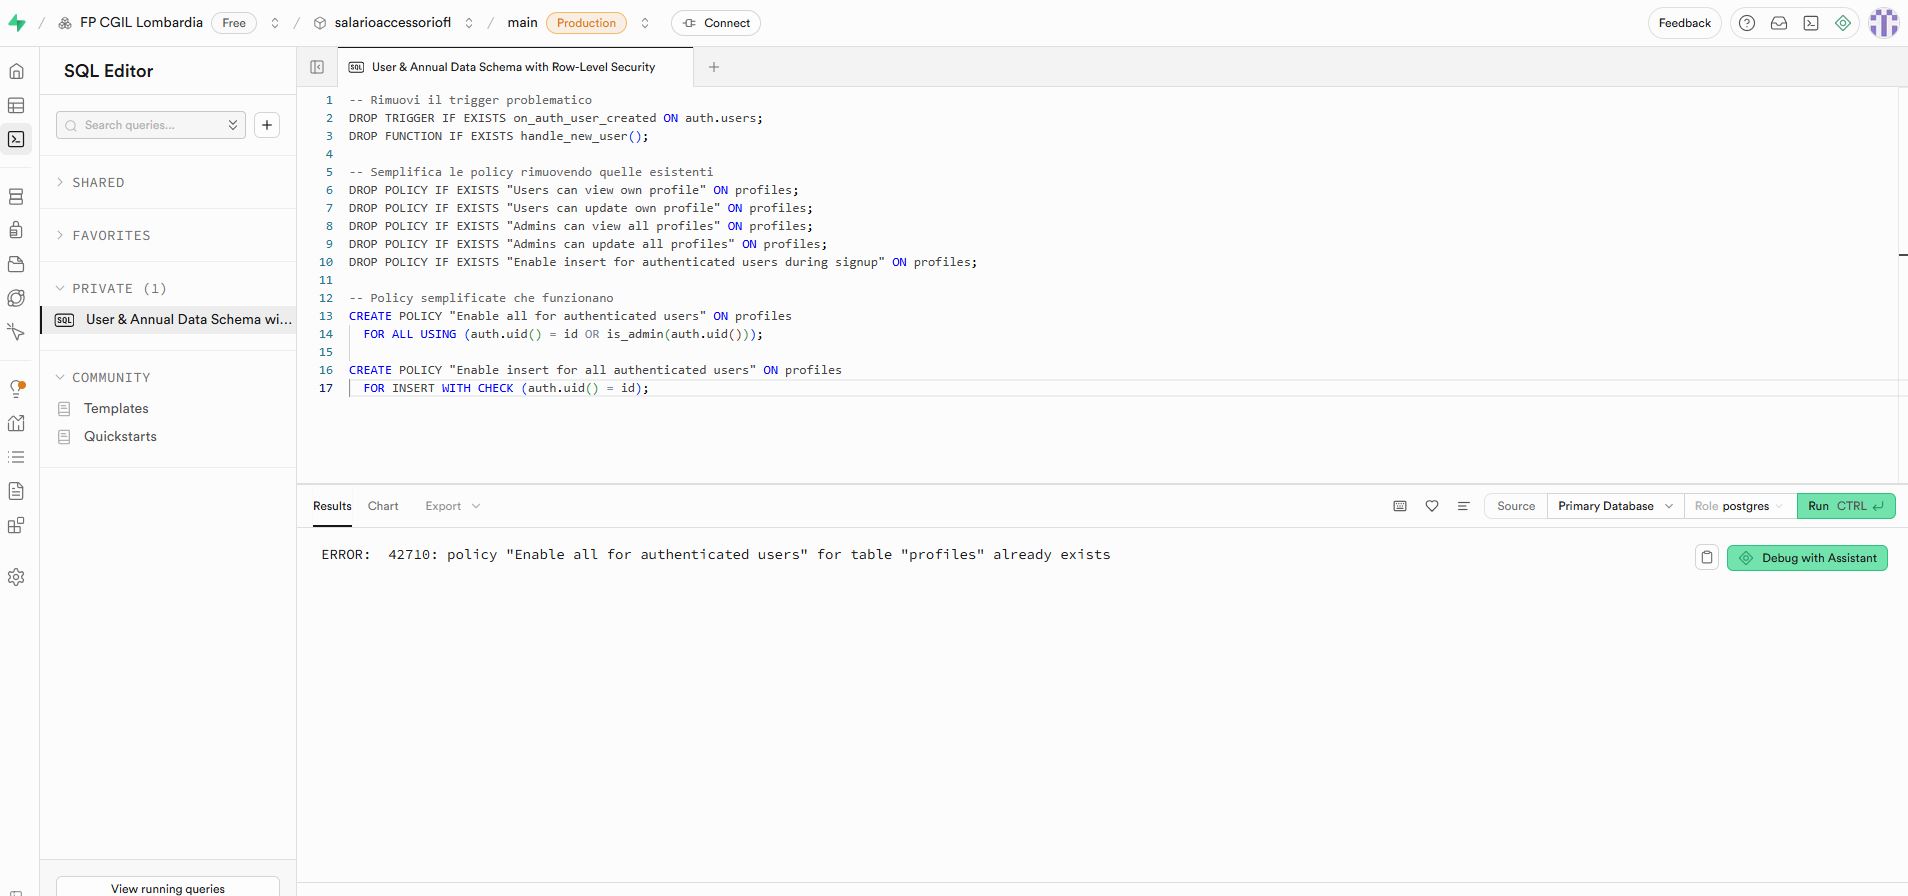 FP CGIL Lombardia Free salarioaccessoriofl main Production Connect Feedback
SQL Editor
Search queries...
SHARED
FAVORITES
PRIVATE (1)
SQL User & Annual Data Schema wi...
COMMUNITY
Templates
Quickstarts
View running queries
SQL User & Annual Data Schema with Row-Level Security
1 -- Rimuovi il trigger problematico
2 DROP TRIGGER IF EXISTS on_auth_user_created ON auth.users;
3 DROP FUNCTION IF EXISTS handle_new_user();
4
5 -- Semplifica le policy rimuovendo quelle esistenti
6 DROP POLICY IF EXISTS "Users can view own profile" ON profiles;
7 DROP POLICY IF EXISTS "Users can update own profile" ON profiles;
8 DROP POLICY IF EXISTS "Admins can view all profiles" ON profiles;
9 DROP POLICY IF EXISTS "Admins can update all profiles" ON profiles;
10 DROP POLICY IF EXISTS "Enable insert for authenticated users during signup" ON profiles;
11
12 -- Policy semplificate che funzionano
13 CREATE POLICY "Enable all for authenticated users" ON profiles
14 FOR ALL USING (auth.uid() = id OR is_admin(auth.uid()));
15
16 CREATE POLICY "Enable insert for all authenticated users" ON profiles
17 FOR INSERT WITH CHECK (auth.uid() = id);
Results Chart Export Source Primary Database Role postgres Run CTRL
ERROR: 42710: policy "Enable all for authenticated users" for table "profiles" already exists
Debug with Assistant